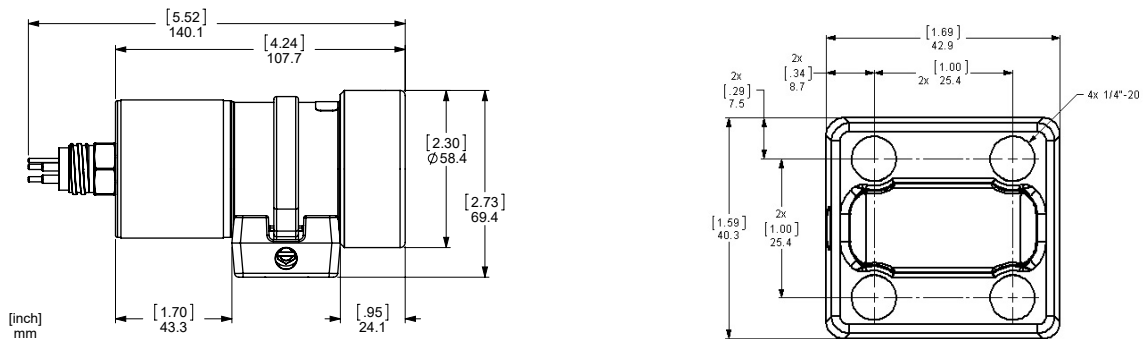 [5.52]
140.1
[4.24]
107.7
[2.30]
Ø58.4
[2.73]
69.4
[1.70]
43.3
[.95]
24.1
[inch]
mm
[1.69]
42.9
2x
[.34]
8.7
[1.00]
2x 25.4
2x
[.29]
7.5
4x 1/4"-20
[1.59]
40.3
2x
[1.00]
25.4